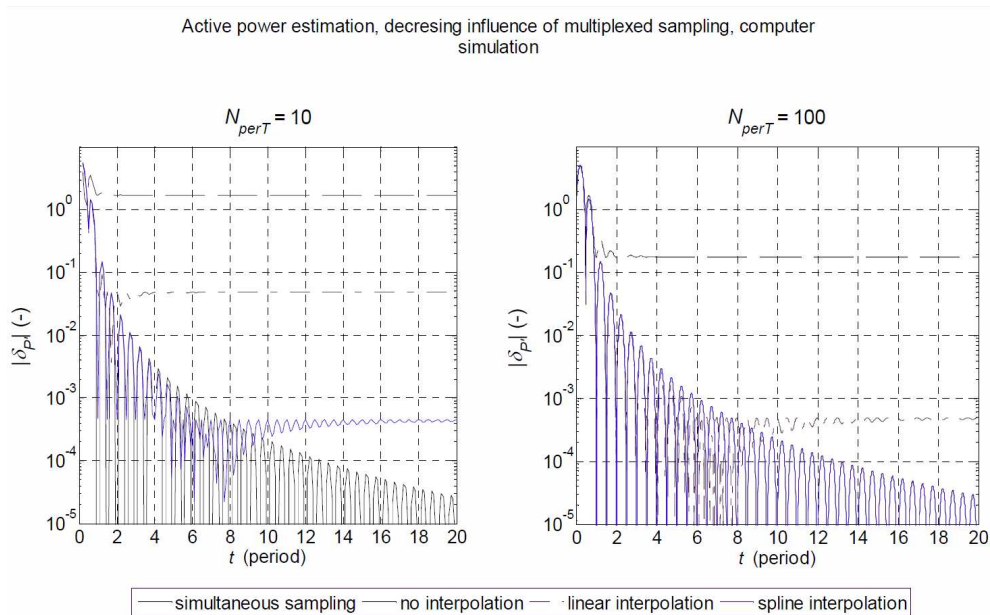 Active power estimation, decresing influence of multiplexed sampling, computer
simulation
N_perT = 10
10^0
10^-1
10^-2
10^-3
10^-4
10^-5
|δ_P'| (-)
0 2 4 6 8 10 12 14 16 18 20
t (period)
N_perT = 100
10^0
10^-1
10^-2
10^-3
10^-4
10^-5
|δ_P'| (-)
0 2 4 6 8 10 12 14 16 18 20
t (period)
simultaneous sampling no interpolation linear interpolation spline interpolation